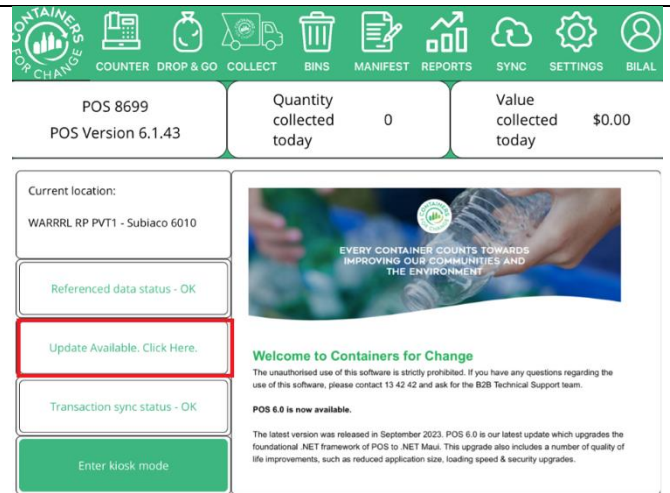 CONTAINERS
FOR CHANGE
COUNTER
DROP & GO
COLLECT
BINS
MANIFEST
REPORTS
SYNC
SETTINGS
BILAL
POS 8699
POS Version 6.1.43
Quantity
collected
today
0
Value
collected
today
$0.00
Current location:
WARRRL RP PVT1 - Subiaco 6010
Referenced data status - OK
Update Available. Click Here.
Transaction sync status - OK
Enter kiosk mode
CONTAINERS
FOR CHANGE
EVERY CONTAINER COUNTS TOWARDS
IMPROVING OUR COMMUNITIES AND
THE ENVIRONMENT
Welcome to Containers for Change
The unauthorised use of this software is strictly prohibited. If you have any questions regarding the
use of this software, please contact 13 42 42 and ask for the B2B Technical Support team.
POS 6.0 is now available.
The latest version was released in September 2023. POS 6.0 is our latest update which upgrades the
foundational .NET framework of POS to .NET Maui. This upgrade also includes a number of quality of
life improvements, such as reduced application size, loading speed & security upgrades.